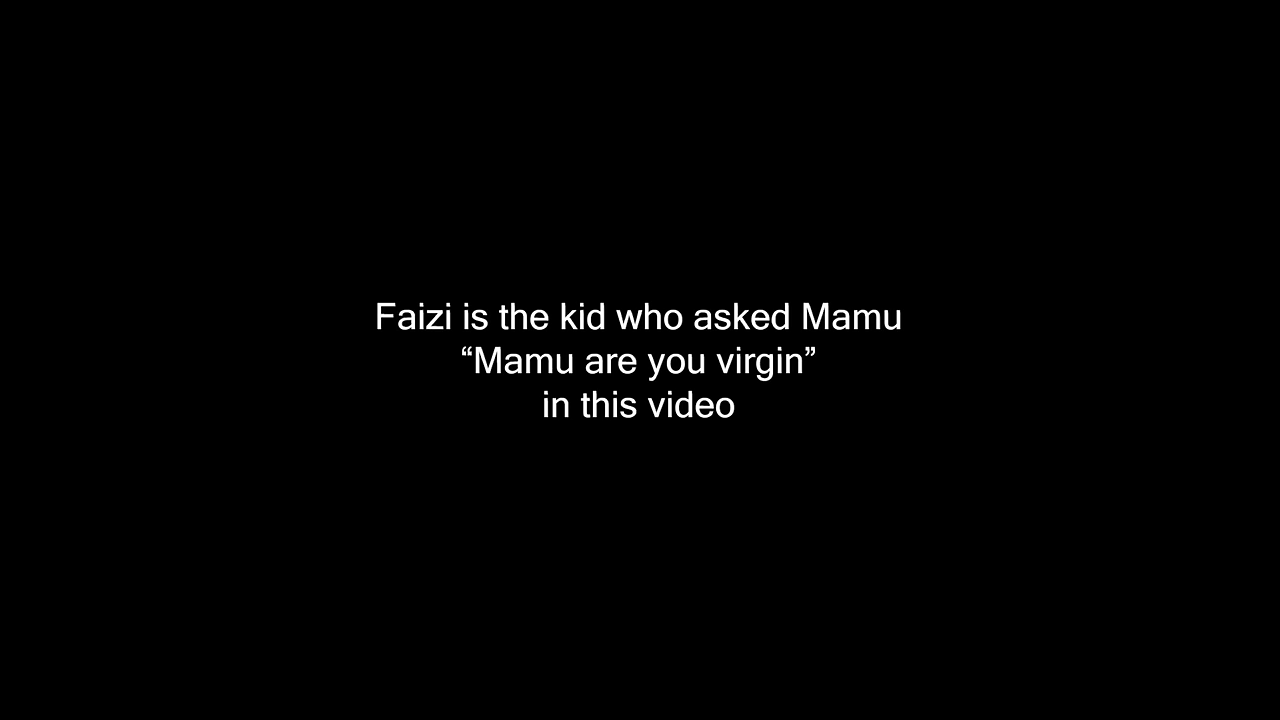 Faizi is the kid who asked Mamu
“Mamu are you virgin”
in this video